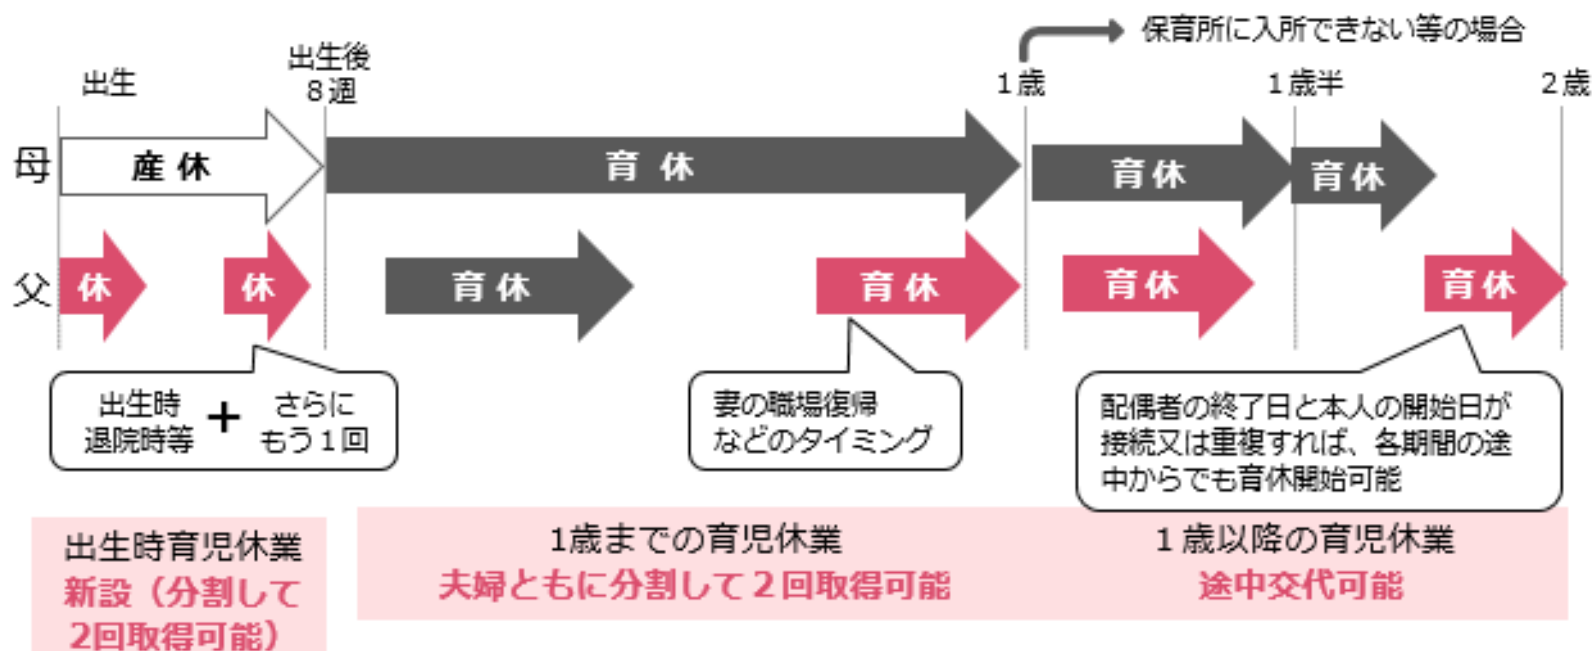 保育所に入所できない等の場合
出生
出生後
8週
1歳
1歳半
2歳
母
産休
育休
育休
育休
父
休
休
育休
育休
育休
育休
出生時
退院時等
+
さらに
もう1回
妻の職場復帰
などのタイミング
配偶者の終了日と本人の開始日が
接続又は重複すれば、各期間の途
中からでも育休開始可能
出生時育児休業
新設(分割して
2回取得可能)
1歳までの育児休業
夫婦ともに分割して2回取得可能
1歳以降の育児休業
途中交代可能